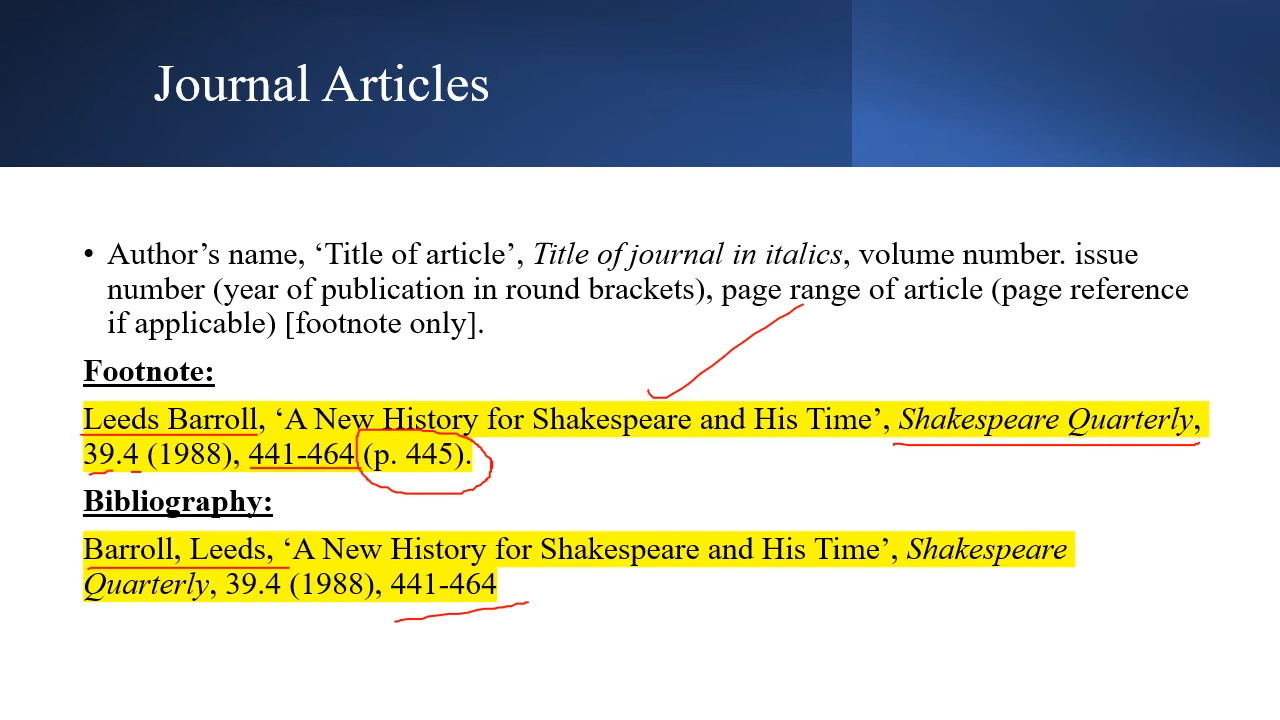 Journal Articles
• Author’s name, ‘Title of article’, Title of journal in italics, volume number. issue
number (year of publication in round brackets), page range of article (page reference
if applicable) [footnote only].
Footnote:
Leeds Barroll, ‘A New History for Shakespeare and His Time’, Shakespeare Quarterly,
39.4 (1988), 441-464 (p. 445).
Bibliography:
Barroll, Leeds, ‘A New History for Shakespeare and His Time’, Shakespeare
Quarterly, 39.4 (1988), 441-464